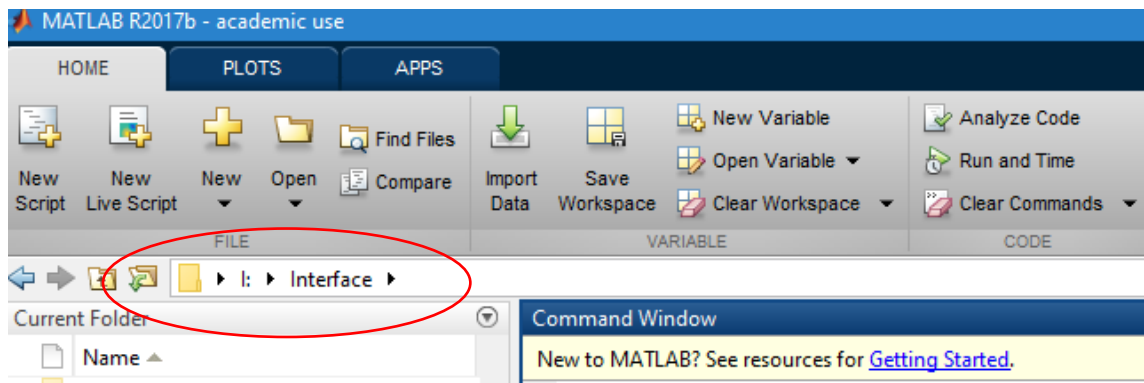 MATLAB R2017b - academic use
HOME PLOTS APPS
New Script
New Live Script
New
Open
Find Files
Compare
Import Data
Save Workspace
New Variable
Open Variable
Clear Workspace
Analyze Code
Run and Time
Clear Commands
FILE VARIABLE CODE
I: Interface
Current Folder
Command Window
Name
New to MATLAB? See resources for Getting Started.